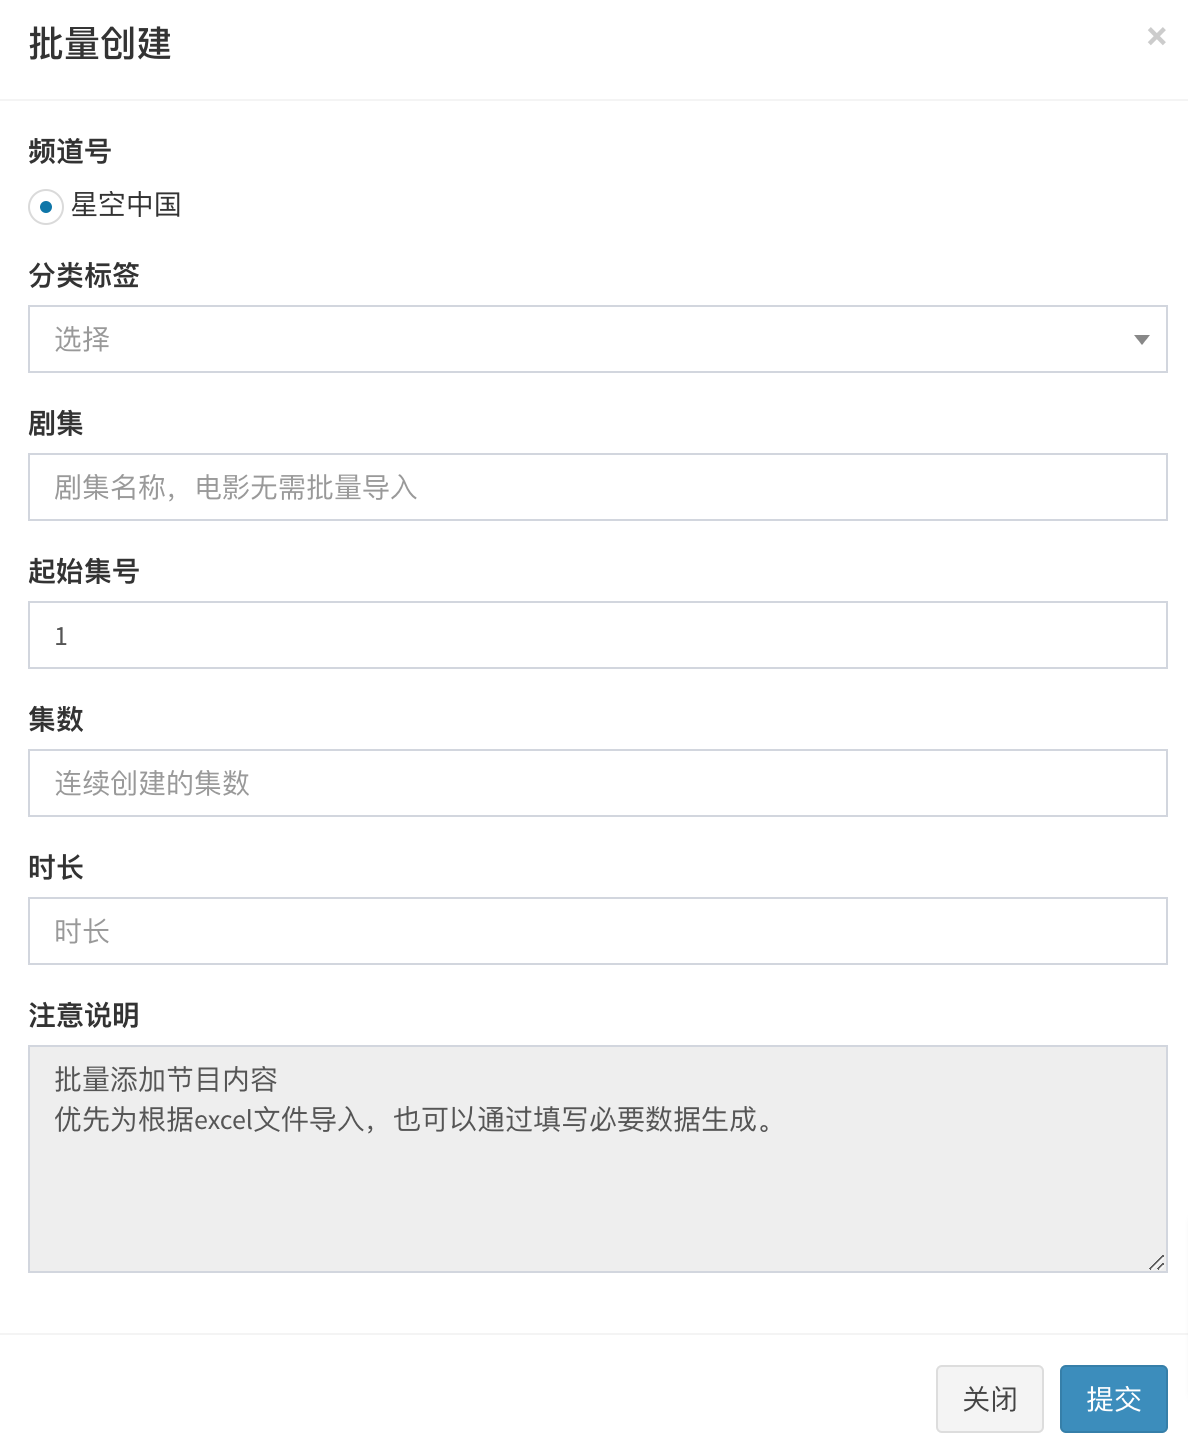 批量创建
×
频道号
星空中国
分类标签
选择
剧集
剧集名称，电影无需批量导入
起始集号
1
集数
连续创建的集数
时长
时长
注意说明
批量添加节目内容
优先为根据excel文件导入，也可以通过填写必要数据生成。
关闭
提交